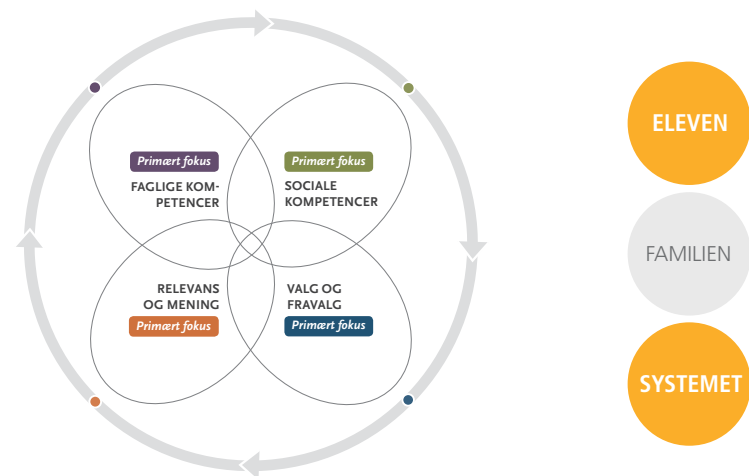 Primært fokus
FAGLIGE KOM-
PETENCER
Primært fokus
SOCIALE
KOMPETENCER
RELEVANS
OG MENING
Primært fokus
VALG OG
FRAVALG
Primært fokus
ELEVEN
FAMILIEN
SYSTEMET